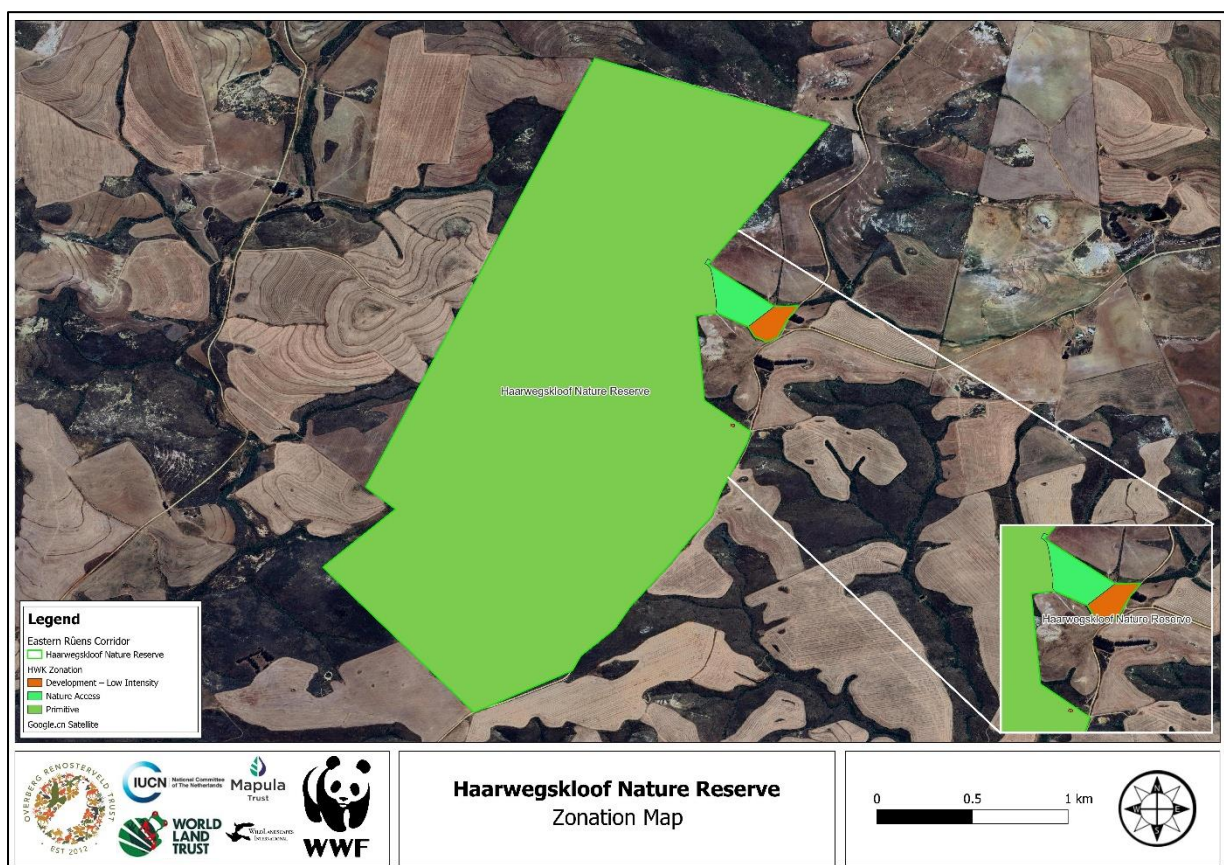 Haarwegskloof Nature Reserve
Haarwegskloof Nature Reserve
Legend
Eastern Rûens Corridor
Haarwegskloof Nature Reserve
HWK Zonation
Development – Low Intensity
Nature Access
Primitive
Google.cn Satellite
OVERBERG RENOSTERVELD TRUST
EST 2012
IUCN
National Committee
of The Netherlands
Mapula
Trust
WORLD
LAND
TRUST
WILDLANDSCAPES
INTERNATIONAL
WWF
Haarwegskloof Nature Reserve
Zonation Map
0 0.5 1 km
N
E
S
W